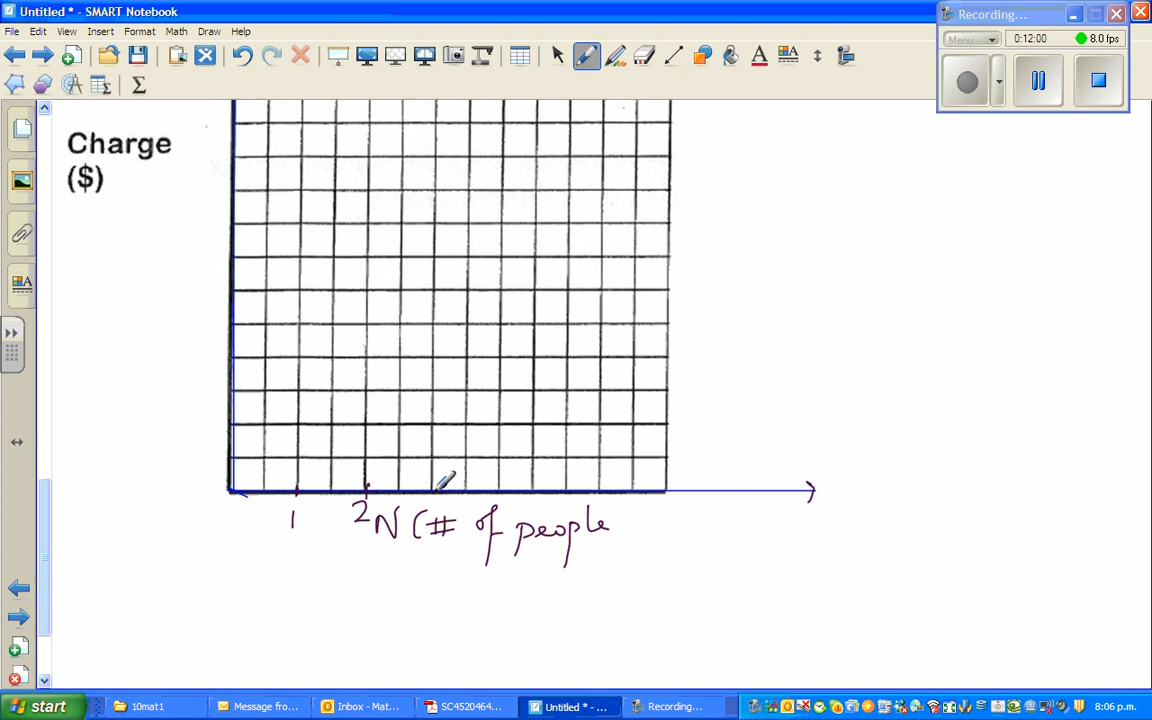 Untitled * - SMART Notebook
File Edit View Insert Format Math Draw Help
Recording...
Menu 0:12:00 8.0 fps
Charge
($)
1 2 N (# of people
start 10mat1 Message fro... Inbox - Mat... SC4520464... Untitled * - ... Recording... 8:06 p.m.